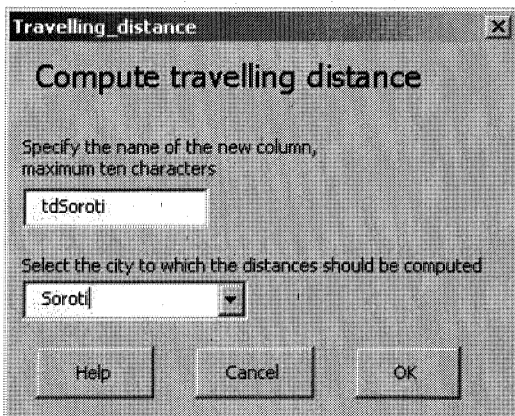 Travelling_distance
Compute travelling distance
Specify the name of the new column,
maximum ten characters
tdSoroti
Select the city to which the distances should be computed
Soroti
Help Cancel OK